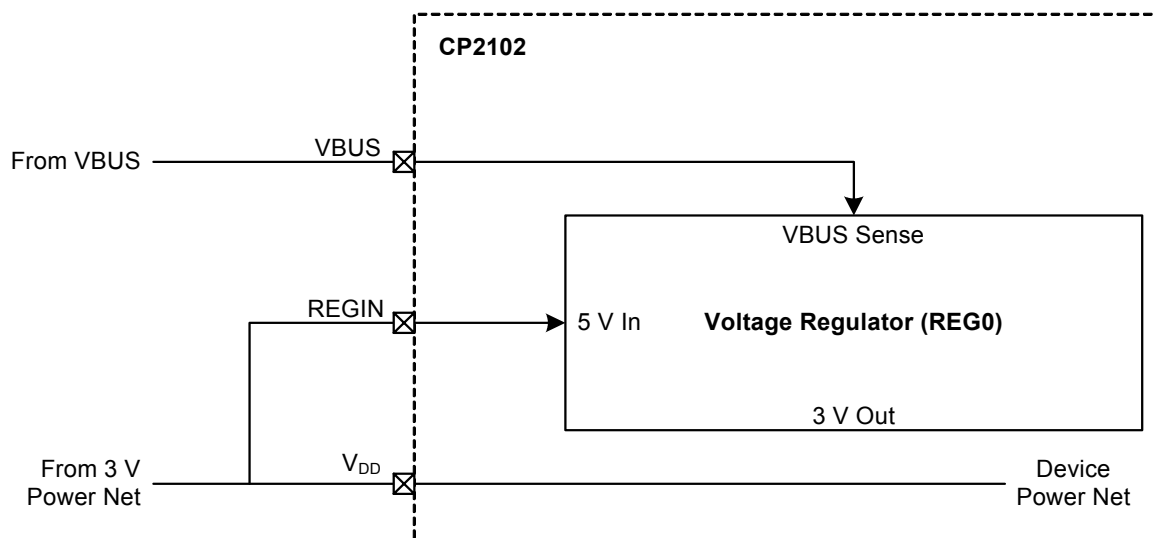 CP2102
From VBUS
VBUS
VBUS Sense
REGIN
5 V In
Voltage Regulator (REG0)
3 V Out
From 3 V
Power Net
VDD
Device
Power Net